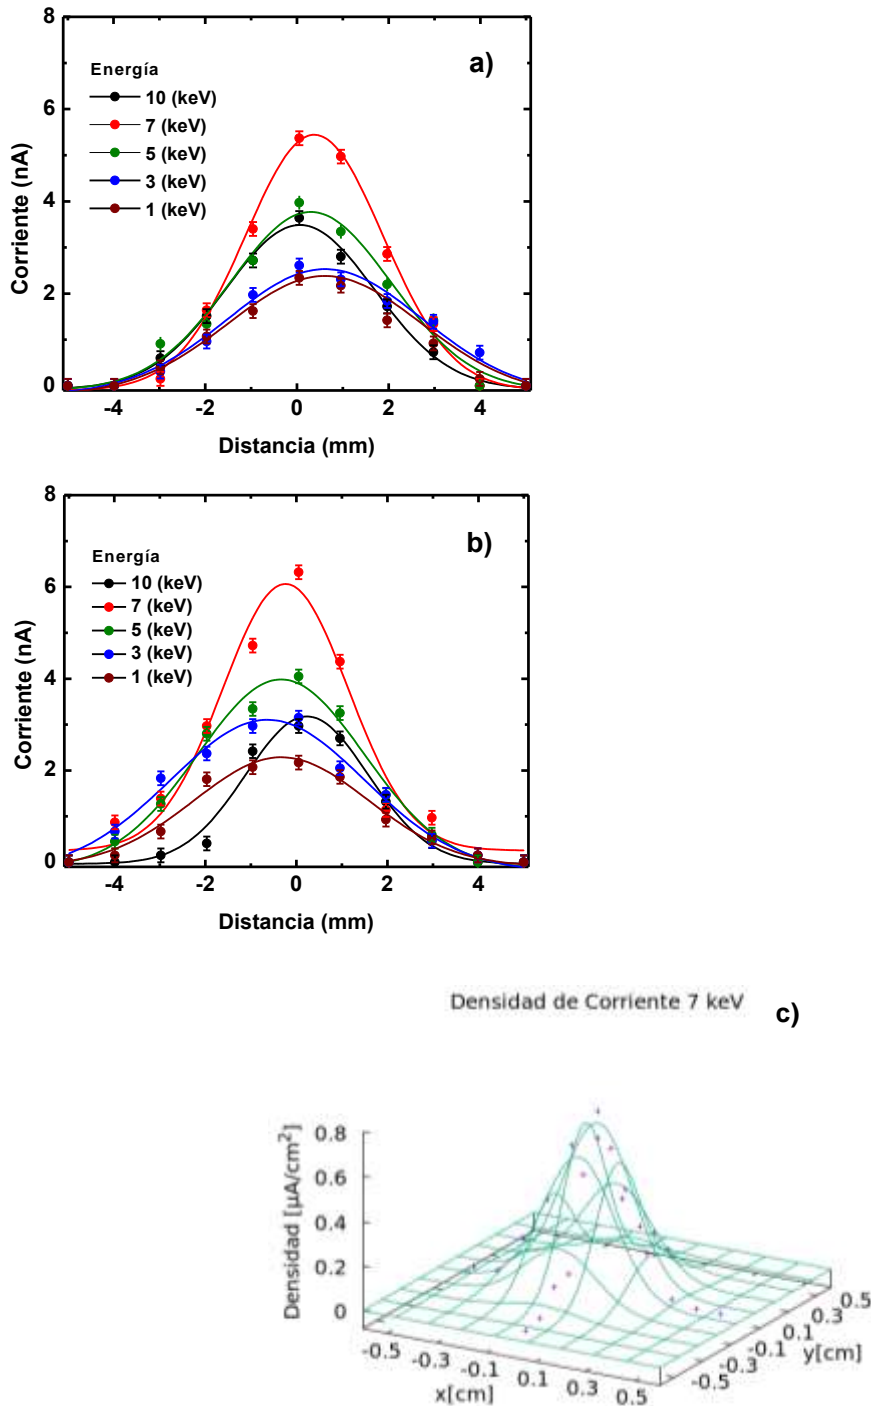 8
a)
Energía
10 (keV)
7 (keV)
5 (keV)
3 (keV)
1 (keV)
6
4
2
0
Corriente (nA)
-4 -2 0 2 4
Distancia (mm)
8
b)
Energía
10 (keV)
7 (keV)
5 (keV)
3 (keV)
1 (keV)
6
4
2
0
Corriente (nA)
-4 -2 0 2 4
Distancia (mm)
Densidad de Corriente 7 keV c)
0.8
0.6
0.4
0.2
0
Densidad [µA/cm²]
-0.5 -0.3 -0.1 0.1 0.3 0.5
x[cm]
-0.5 -0.3 -0.1 0.1 0.3 0.5
y[cm]